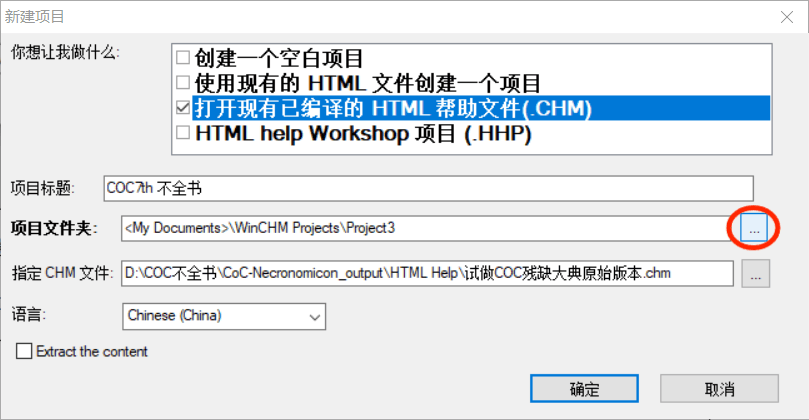 新建项目
你想让我做什么:
创建一个空白项目
使用现有的 HTML 文件创建一个项目
打开现有已编译的 HTML 帮助文件(.CHM)
HTML help Workshop 项目 (.HHP)
项目标题: COC7th 不全书
项目文件夹: <My Documents>\WinCHM Projects\Project3 ...
指定 CHM 文件: D:\COC不全书\CoC-Necronomicon_output\HTML Help\试做COC残缺大典原始版本.chm ...
语言: Chinese (China)
Extract the content
确定 取消